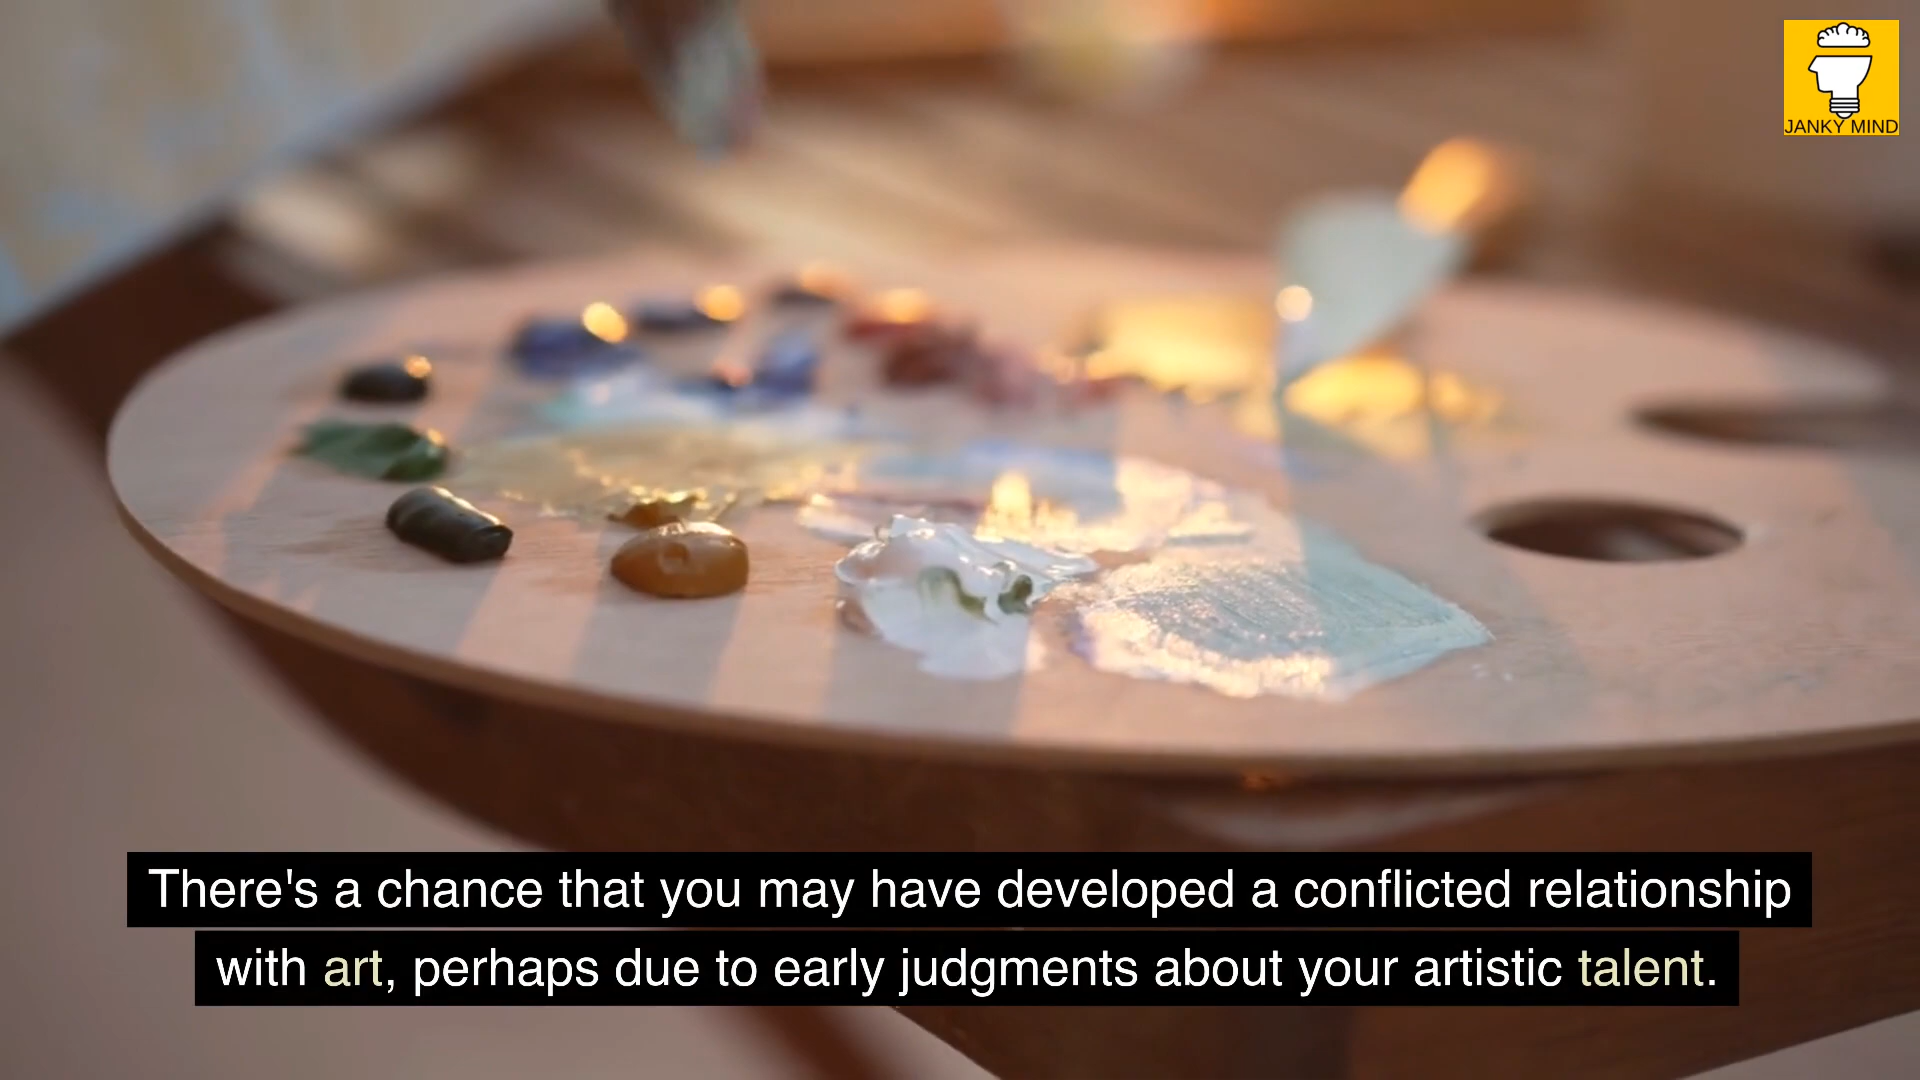 JANKY MIND
There's a chance that you may have developed a conflicted relationship
with art, perhaps due to early judgments about your artistic talent.